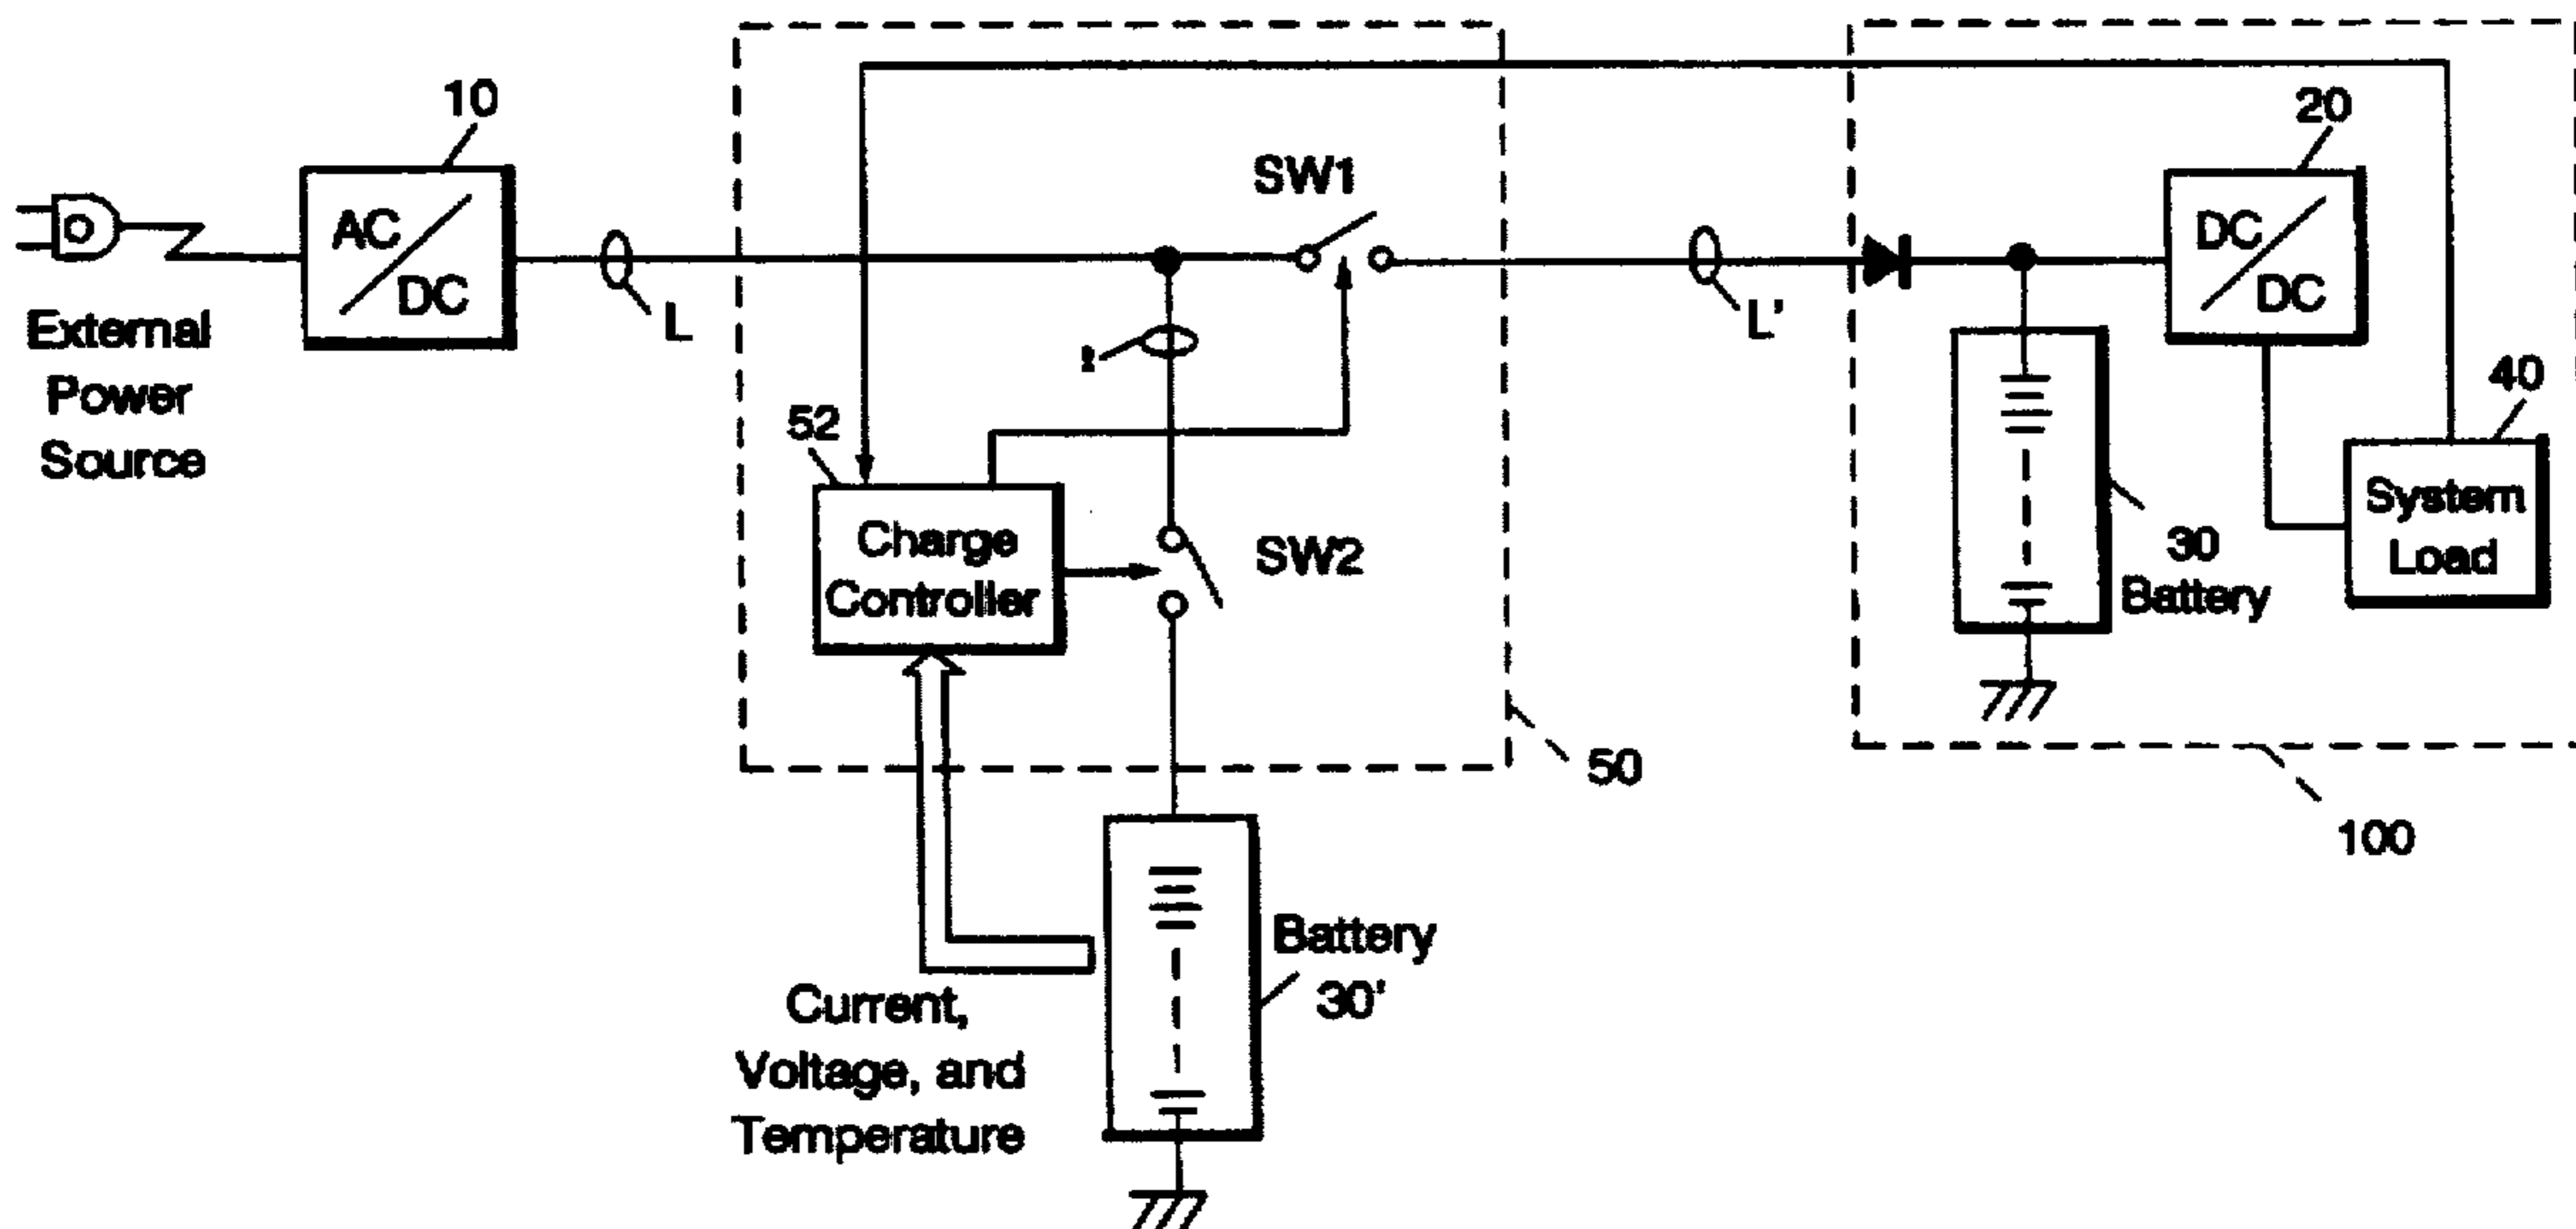 10
AC
DC
External
Power
Source
L
SW1
52
Charge
Controller
SW2
50
Current,
Voltage, and
Temperature
Battery
30'
L'
20
DC
DC
30
Battery
40
System
Load
100